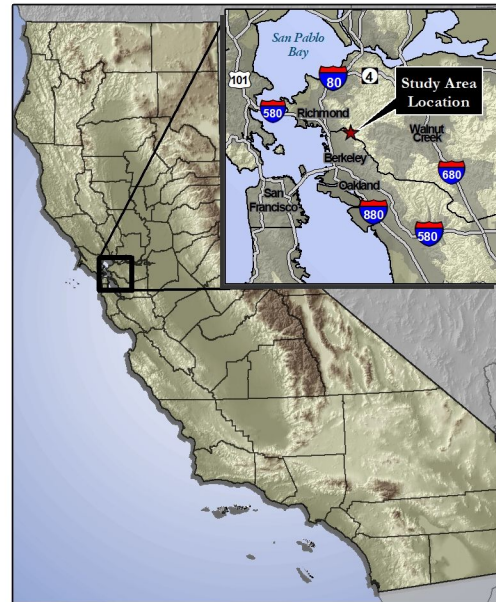 San Pablo
Bay
101
80
4
Study Area
Location
580
Richmond
Walnut
Creek
Berkeley
680
Oakland
San
Francisco
880
580